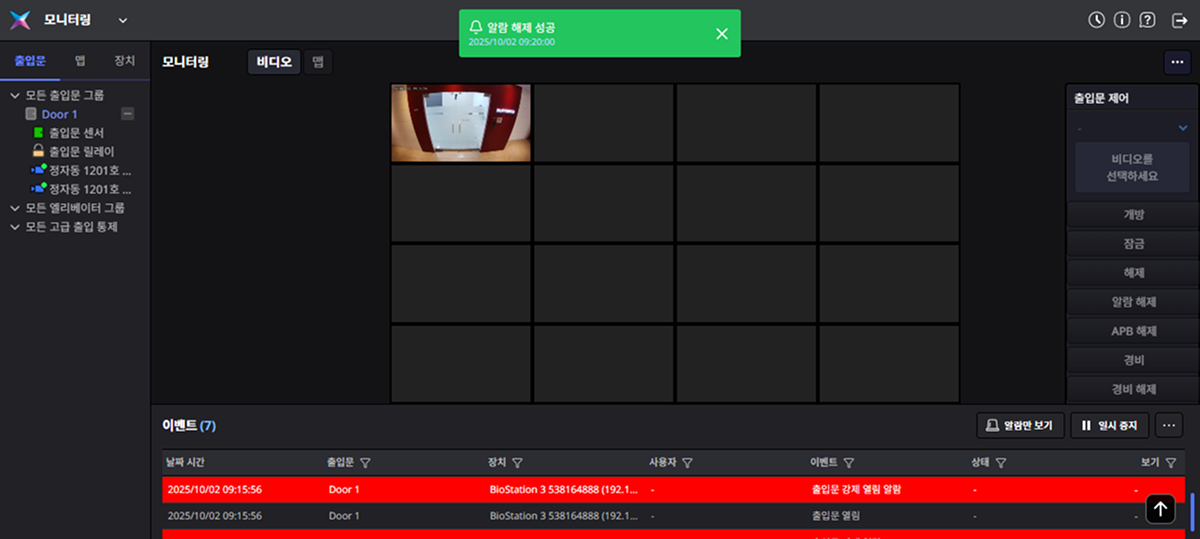 모니터링
알람 해제 성공
2025/10/02 09:20:00
출입문 맵 장치
모니터링 비디오 맵
모든 출입문 그룹
Door 1
출입문 센서
출입문 릴레이
정자동 1201호 ...
정자동 1201호 ...
모든 엘리베이터 그룹
모든 고급 출입 통제
출입문 제어
-
비디오를
선택하세요
개방
잠금
해제
알람 해제
APB 해제
경비
경비 해제
이벤트 (7) 알람만 보기 일시 중지
날짜 시간 출입문 장치 사용자 이벤트 상태 보기
2025/10/02 09:15:56 Door 1 BioStation 3 538164888 (192.1... - 출입문 강제 열림 알람 - -
2025/10/02 09:15:56 Door 1 BioStation 3 538164888 (192.1... - 출입문 열림 - -